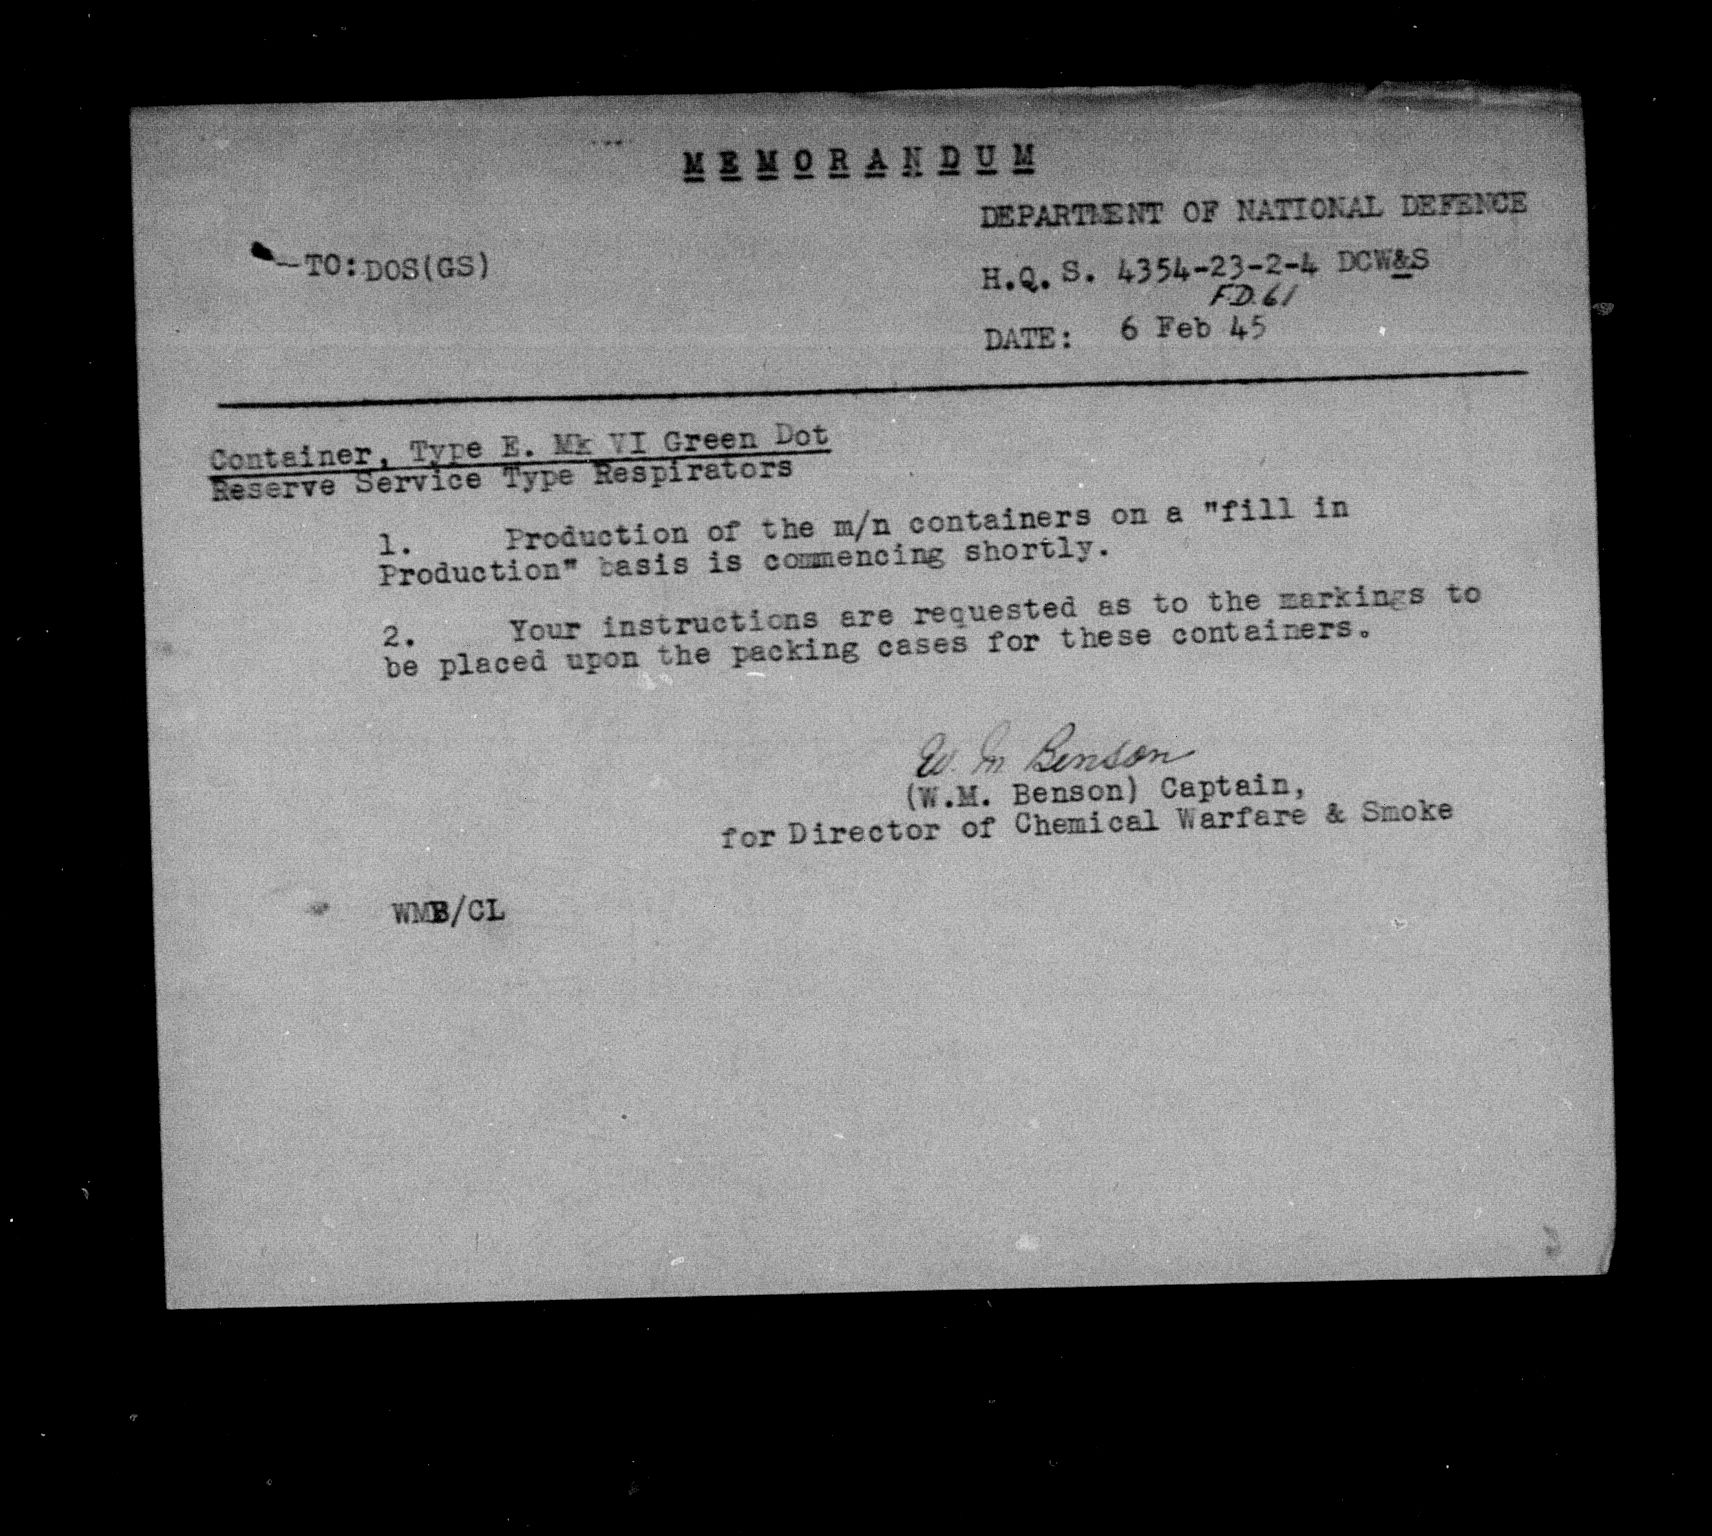 MEMORANDUM
DEPARTMENT OF NATIONAL DEFENCE
TO: DOS(GS)
H.Q. S. 4354-23-2-4 DCW&S
F.D. 61
DATE: 6 Feb 45
Container, Type E. Mk VI Green Dot
Reserve Service Type Respirators
1. Production of the m/n containers on a "fill in
Production" basis is commencing shortly.
2. Your instructions are requested as to the markings to
be placed upon the packing cases for these containers.
W. M Benson
(W.M. Benson) Captain,
for Director of Chemical Warfare & Smoke
WMB/CL